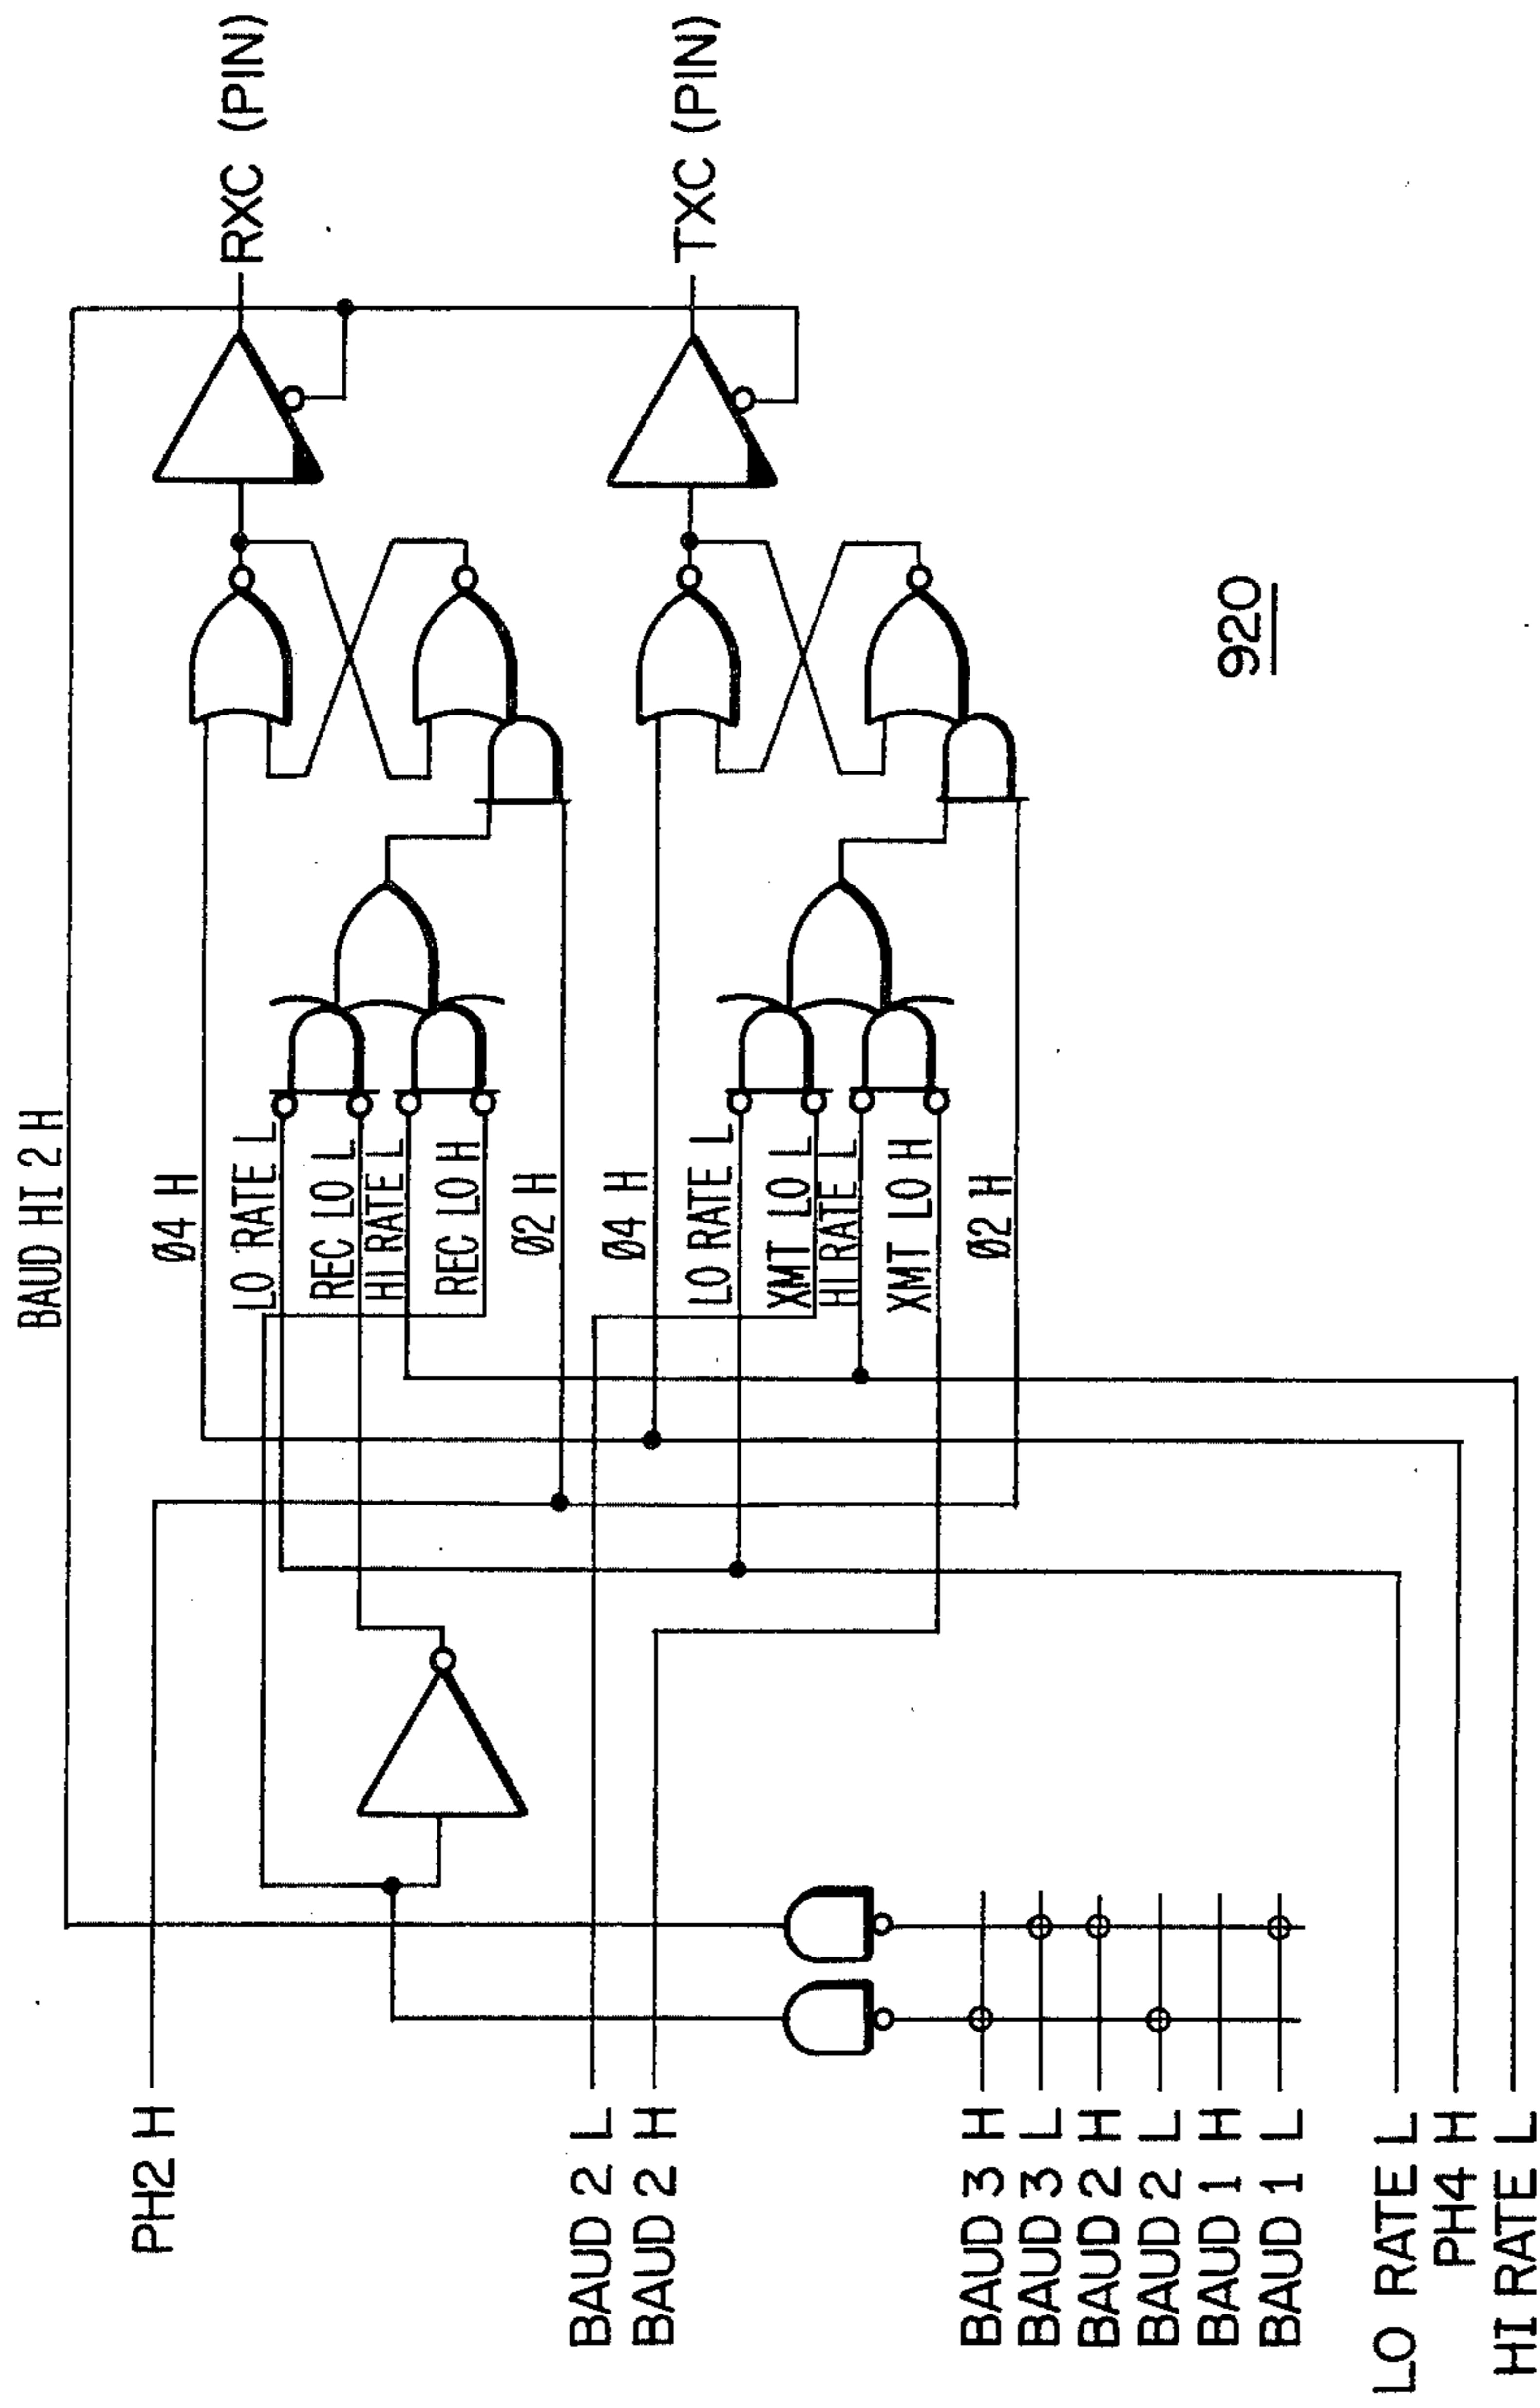 BAUD HI 2 H
Ø4 H
LO RATE L
REC LO L
HI RATE L
REC LO H
Ø2 H
Ø4 H
LO RATE L
XMT LO L
HI RATE L
XMT LO H
Ø2 H
RXC (PIN)
TXC (PIN)
PH2 H
BAUD 2 L
BAUD 2 H
BAUD 3 H
BAUD 3 L
BAUD 2 H
BAUD 2 L
BAUD 1 H
BAUD 1 L
LO RATE L
PH4 H
HI RATE L
920